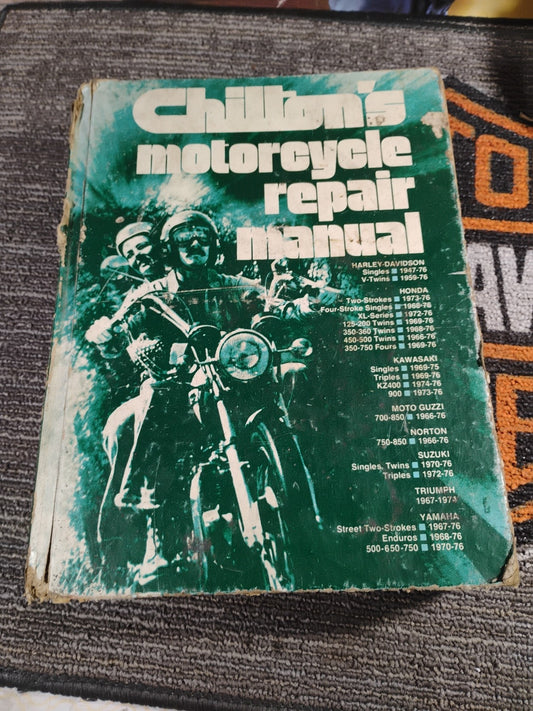 Chilton's
motorcycle
repair
manual
HARLEY-DAVIDSON
Singles ■ 1947-76
V-Twins ■ 1959-76
HONDA
Two-Strokes ■ 1973-76
Four-Stroke Singles ■ 1968-76
XL-Series ■ 1972-76
125-200 Twins ■ 1969-76
350-360 Twins ■ 1968-76
450-500 Twins ■ 1966-76
350-750 Fours ■ 1969-76
KAWASAKI
Singles ■ 1969-75
Triples ■ 1969-76
KZ400 ■ 1974-76
900 ■ 1973-76
MOTO GUZZI
700-850 ■ 1966-76
NORTON
750-850 ■ 1966-76
SUZUKI
Singles, Twins ■ 1970-76
Triples ■ 1972-76
TRIUMPH
1967-1974
YAMAHA
Street Two-Strokes ■ 1967-76
Enduros ■ 1968-76
500-650-750 ■ 1970-76